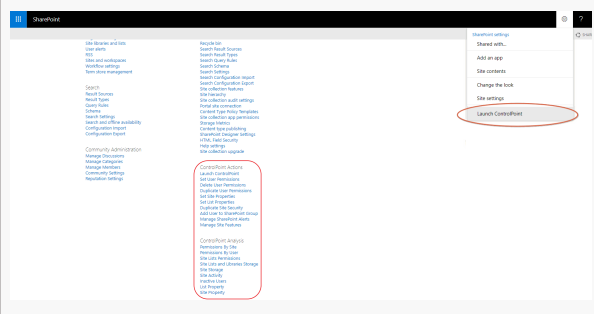 SharePoint
?
SharePoint settings
Shared with...
Add an app
Site contents
Change the look
Site settings
Launch ControlPoint
Site libraries and lists
User alerts
RSS
Sites and workspaces
Workflow settings
Term store management
Search
Result Sources
Result Types
Query Rules
Schema
Search Settings
Search and offline availability
Configuration Import
Configuration Export
Community Administration
Manage Discussions
Manage Categories
Manage Members
Community Settings
Reputation Settings
Recycle bin
Search Result Sources
Search Result Types
Search Query Rules
Search Schema
Search Settings
Search Configuration Import
Search Configuration Export
Site collection features
Site hierarchy
Site collection audit settings
Portal site connection
Content Type Policy Templates
Site collection app permissions
Storage Metrics
Content type publishing
SharePoint Designer Settings
HTML Field Security
Help settings
Site collection upgrade
ControlPoint Actions
Launch ControlPoint
Set User Permissions
Delete User Permissions
Duplicate User Permissions
Set Site Properties
Set List Properties
Duplicate Site Security
Add User to SharePoint Group
Manage SharePoint Alerts
Manage Site Features
ControlPoint Analysis
Permissions By Site
Permissions By User
Site Lists Permissions
Site Lists and Libraries Storage
Site Storage
Site Activity
Inactive Users
List Property
Site Property